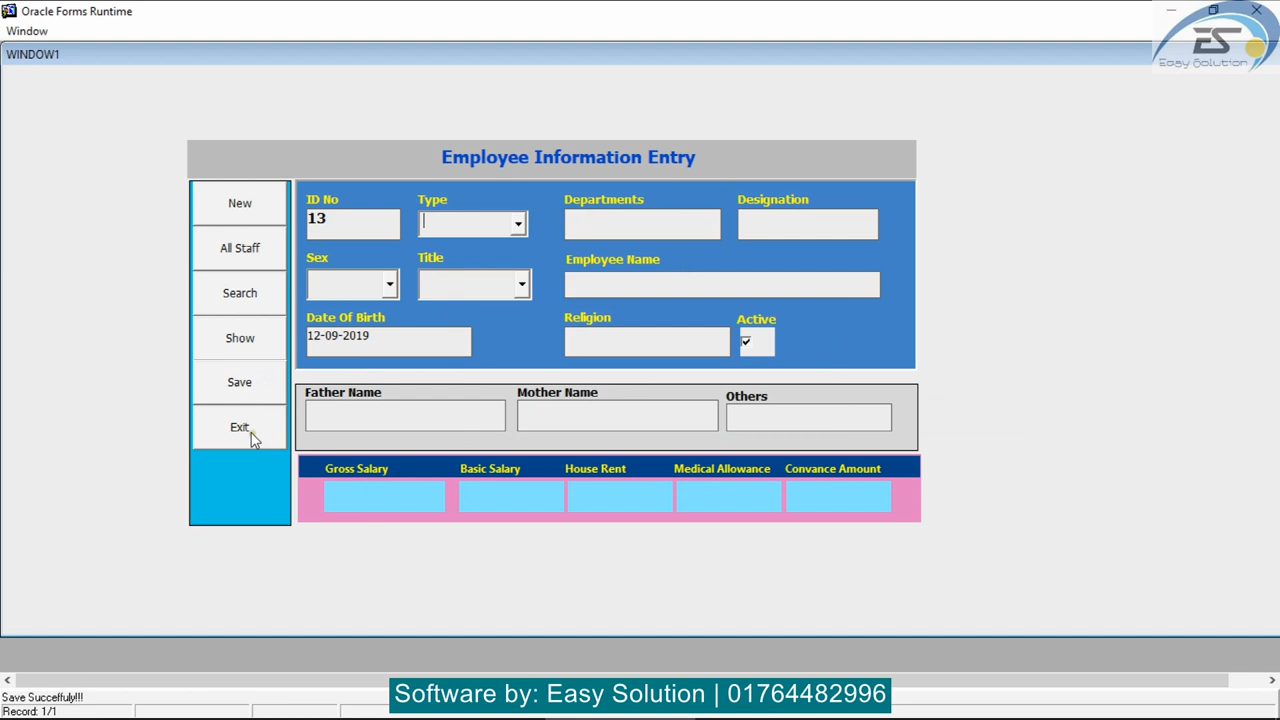 Oracle Forms Runtime
Window
WINDOW1
ES
Easy Solution
Employee Information Entry
New
All Staff
Search
Show
Save
Exit
ID No
Type
Departments
Designation
13
Sex
Title
Employee Name
Date Of Birth
Religion
Active
12-09-2019
Father Name
Mother Name
Others
Gross Salary
Basic Salary
House Rent
Medical Allowance
Convance Amount
Save Succeffuly!!!
Record: 1/1
Software by: Easy Solution | 01764482996